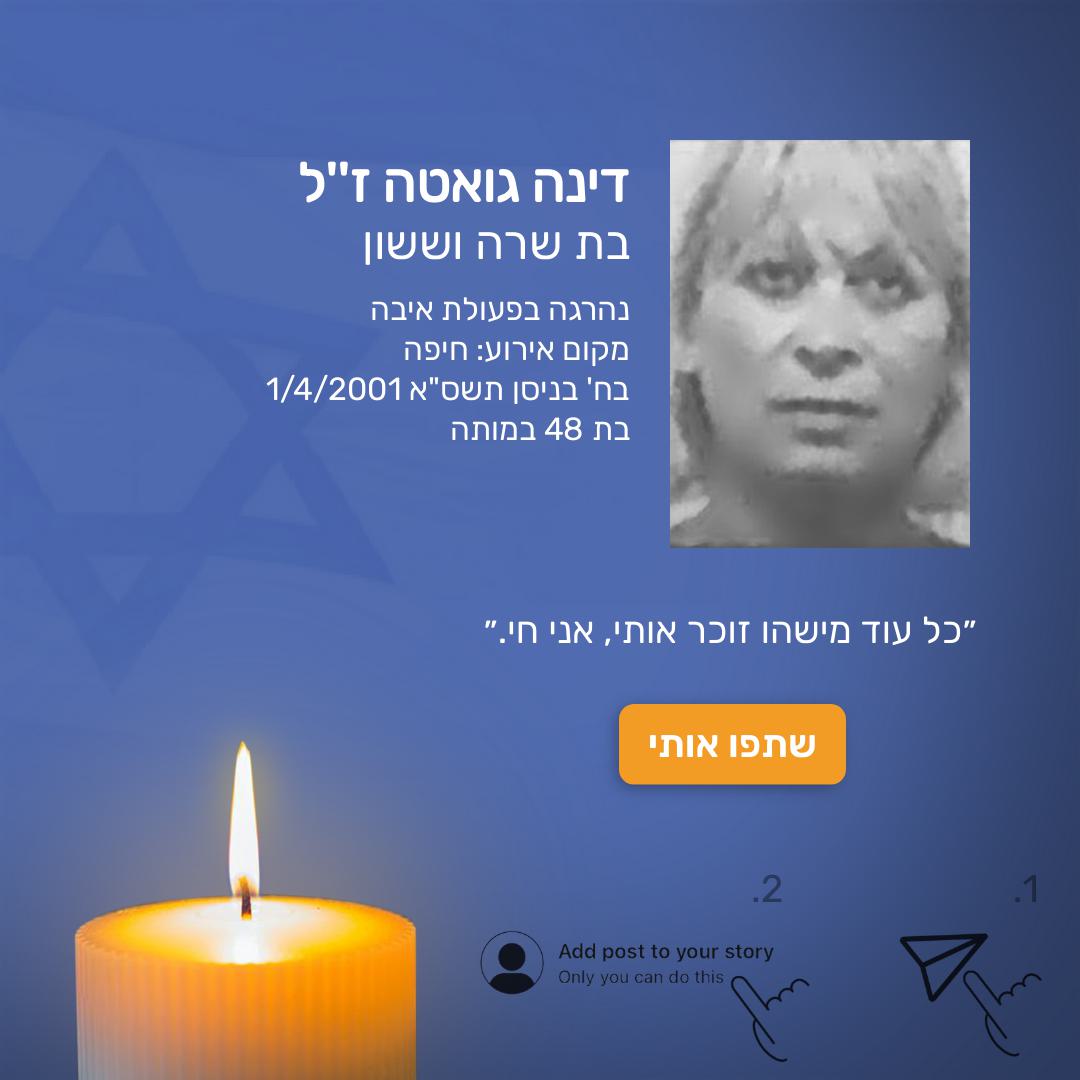 דינה גואטה ז"ל
בת שרה וששון
נהרגה בפעולת איבה
מקום אירוע: חיפה
בח' בניסן תשס"א 1/4/2001
בת 48 במותה
״כל עוד מישהו זוכר אותי, אני חי.״
שתפו אותי
.1
.2
Add post to your story
Only you can do this